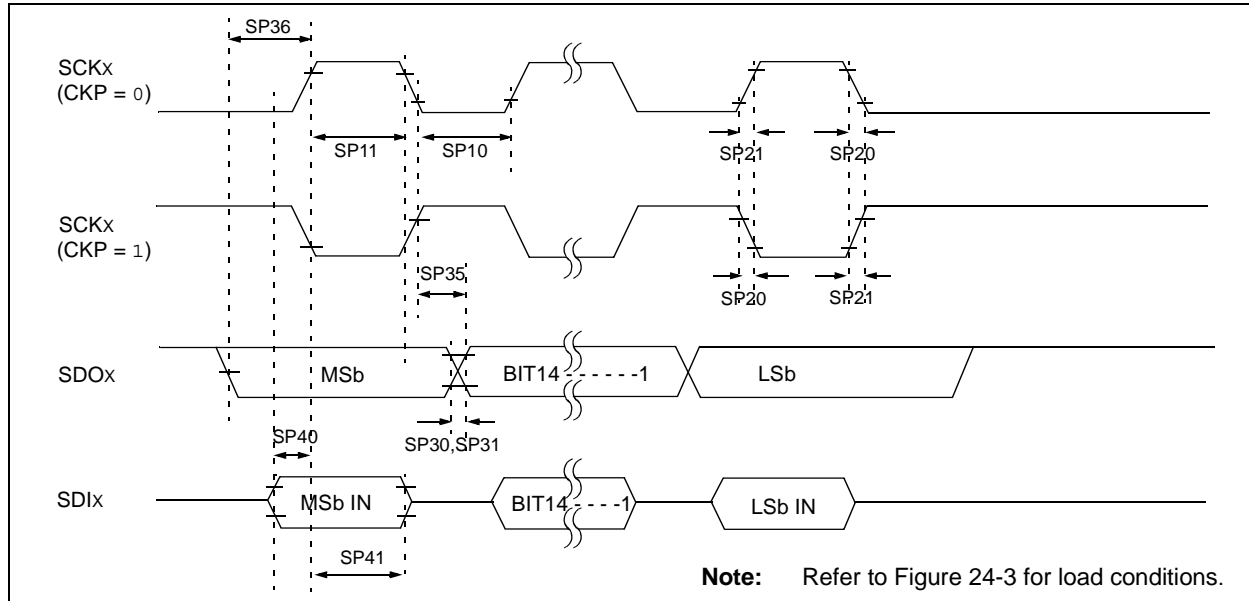 SP36
SCKX
(CKP = 0)
SP11
SP10
SP21
SP20
SCKX
(CKP = 1)
SP35
SP20
SP21
SDOX
MSb
BIT14 - - - - - -1
LSb
SP40
SP30,SP31
SDIX
MSb IN
BIT14 - - - - -1
LSb IN
SP41
Note: Refer to Figure 24-3 for load conditions.